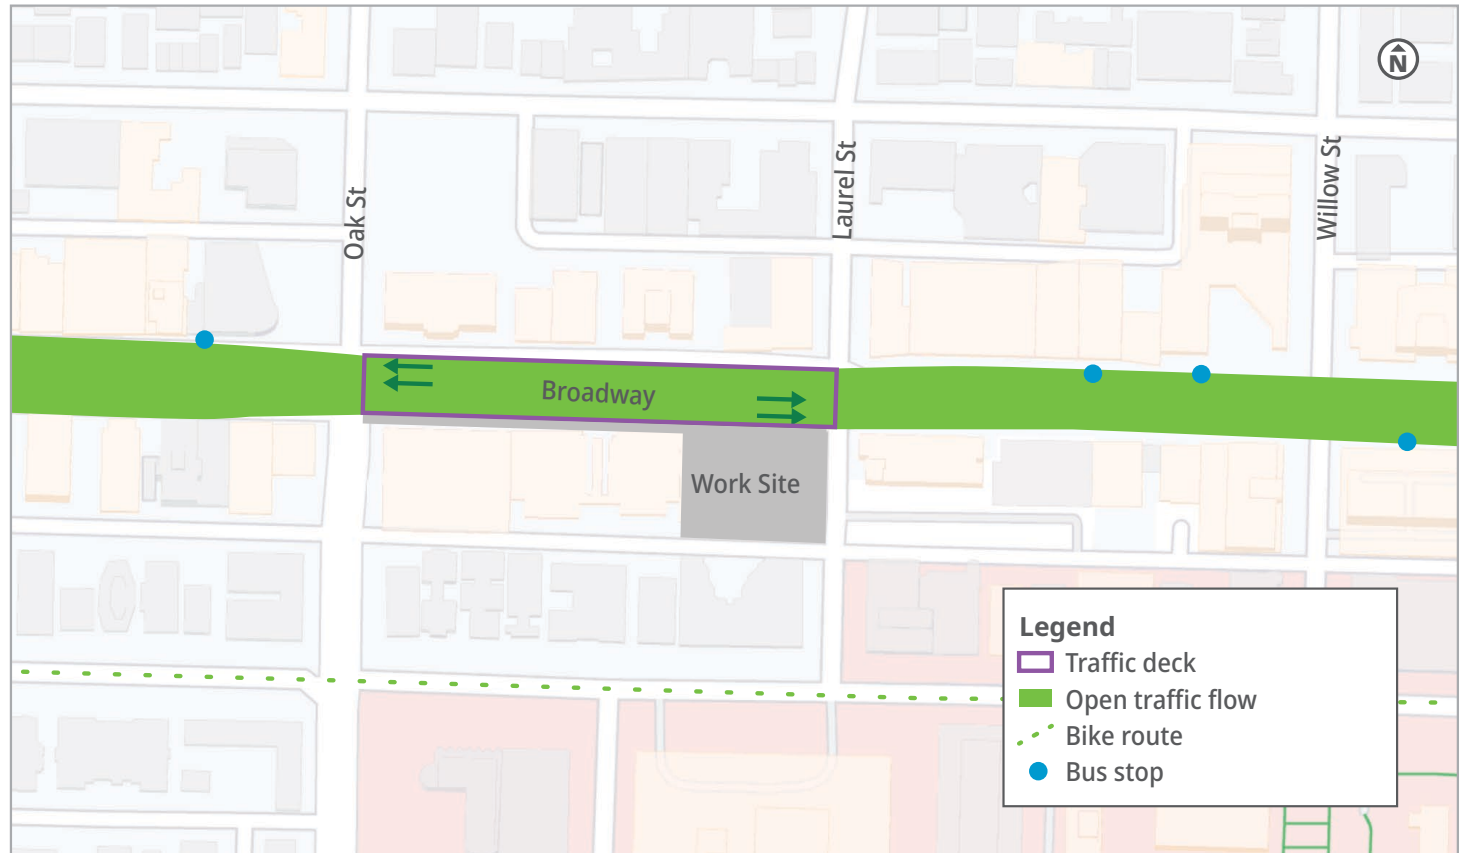 N
Oak St
Laurel St
Willow St
Broadway
Work Site
Legend
Traffic deck
Open traffic flow
Bike route
Bus stop